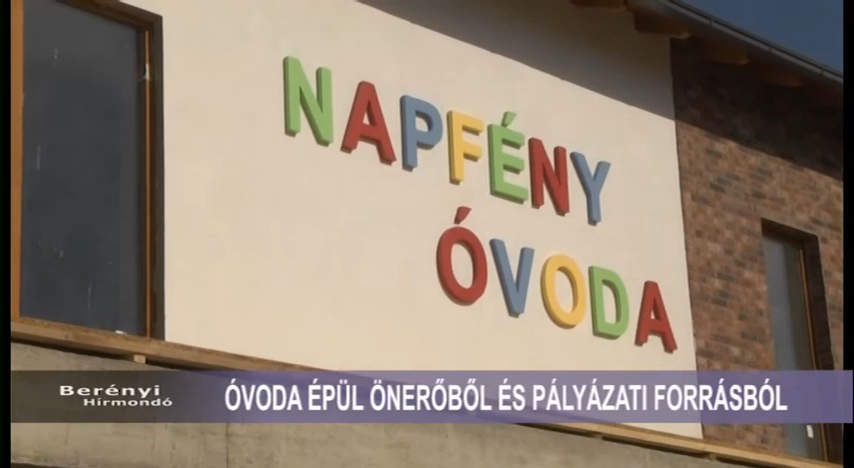 NAPFÉNY
ÓVODA
Berényi
Hírmondó
ÓVODA ÉPÜL ÖNERŐBŐL ÉS PÁLYÁZATI FORRÁSBÓL